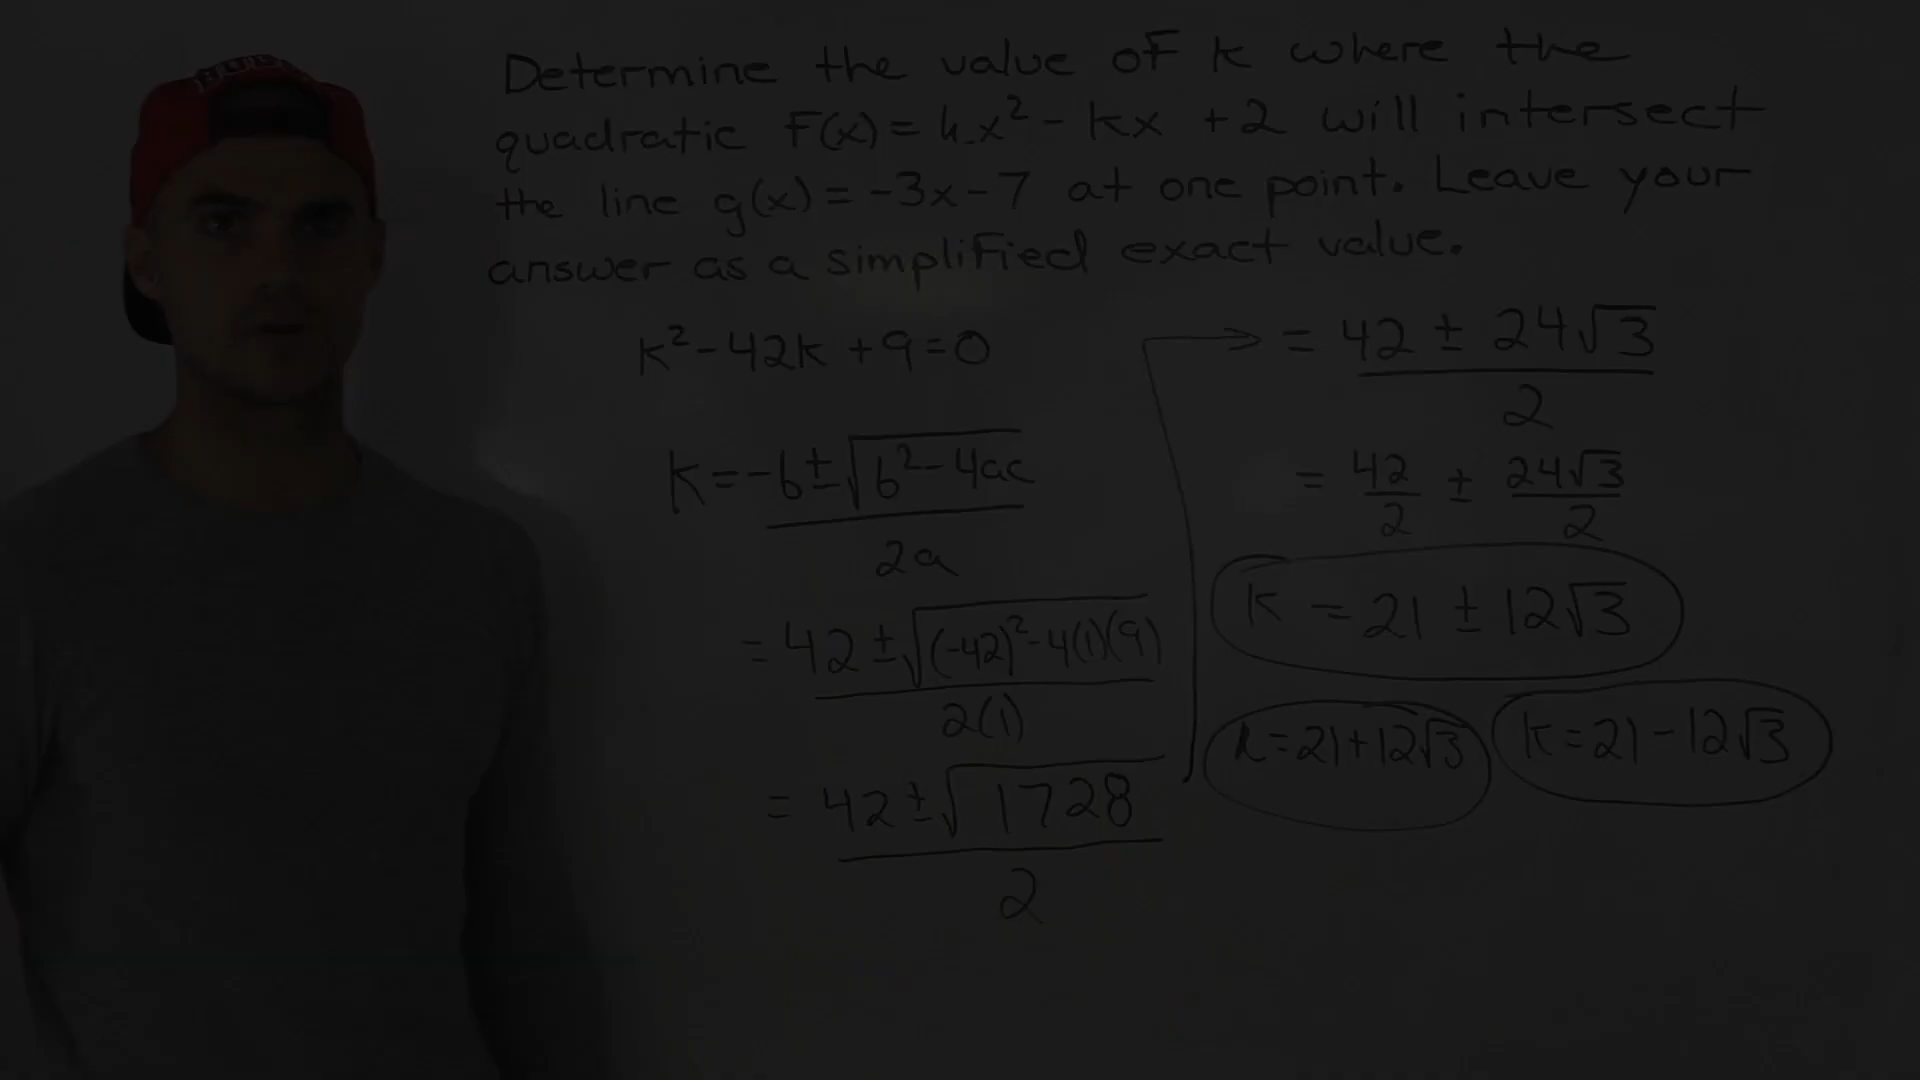 Determine the value of k where the
quadratic F(x) = kx² - kx + 2 will intersect
the line g(x) = -3x - 7 at one point. Leave your
answer as a simplified exact value.
k² - 42k + 9 = 0
k = -b ± √b² - 4ac
2a
= 42 ± √(-42)² - 4(1)(9)
2(1)
= 42 ± √1728
2
= 42 ± 24√3
2
= 42/2 ± 24√3/2
k = 21 ± 12√3
k = 21 + 12√3 k = 21 - 12√3